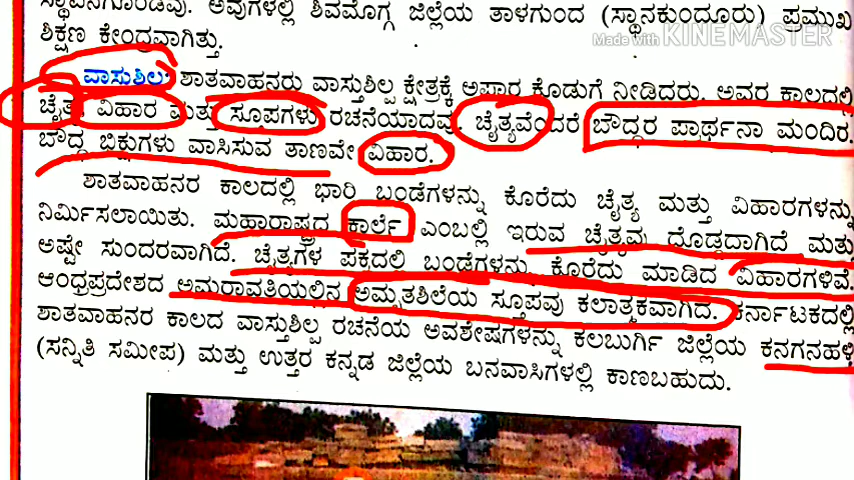 ಸ್ಥಾಪನೆಗೊಂಡವು. ಅವುಗಳಲ್ಲಿ ಶಿವಮೊಗ್ಗ ಜಿಲ್ಲೆಯ ತಾಳಗುಂದ (ಸ್ಥಾನಕುಂದೂರು) ಪ್ರಮುಖ
Made with KINEMASTER
ಶಿಕ್ಷಣ ಕೇಂದ್ರವಾಗಿತ್ತು.
ವಾಸ್ತುಶಿಲ್ಪ: ಶಾತವಾಹನರು ವಾಸ್ತುಶಿಲ್ಪ ಕ್ಷೇತ್ರಕ್ಕೆ ಅಪಾರ ಕೊಡುಗೆ ನೀಡಿದರು. ಅವರ ಕಾಲದಲ್ಲಿ
ಚೈತ್ಯ, ವಿಹಾರ ಮತ್ತು ಸ್ತೂಪಗಳು ರಚನೆಯಾದವು. ಚೈತ್ಯವೆಂದರೆ ಬೌದ್ಧರ ಪ್ರಾರ್ಥನಾ ಮಂದಿರ.
ಬೌದ್ಧ ಭಿಕ್ಷುಗಳು ವಾಸಿಸುವ ತಾಣವೇ ವಿಹಾರ.
ಶಾತವಾಹನರ ಕಾಲದಲ್ಲಿ ಭಾರಿ ಬಂಡೆಗಳನ್ನು ಕೊರೆದು ಚೈತ್ಯ ಮತ್ತು ವಿಹಾರಗಳನ್ನು
ನಿರ್ಮಿಸಲಾಯಿತು. ಮಹಾರಾಷ್ಟ್ರದ ಕಾರ್ಲೆ ಎಂಬಲ್ಲಿ ಇರುವ ಚೈತ್ಯವು ದೊಡ್ಡದಾಗಿದೆ ಮತ್ತು
ಅಷ್ಟೇ ಸುಂದರವಾಗಿದೆ. ಚೈತ್ಯಗಳ ಪಕ್ಕದಲ್ಲಿ ಬಂಡೆಗಳನ್ನು ಕೊರೆದು ಮಾಡಿದ ವಿಹಾರಗಳಿವೆ.
ಆಂಧ್ರಪ್ರದೇಶದ ಅಮರಾವತಿಯಲ್ಲಿನ ಅಮೃತಶಿಲೆಯ ಸ್ತೂಪವು ಕಲಾತ್ಮಕವಾಗಿದೆ. ಕರ್ನಾಟಕದಲ್ಲಿ
ಶಾತವಾಹನರ ಕಾಲದ ವಾಸ್ತುಶಿಲ್ಪ ರಚನೆಯ ಅವಶೇಷಗಳನ್ನು ಕಲಬುರ್ಗಿ ಜಿಲ್ಲೆಯ ಕನಗನಹಳ್ಳಿ
(ಸನ್ನಿತಿ ಸಮೀಪ) ಮತ್ತು ಉತ್ತರ ಕನ್ನಡ ಜಿಲ್ಲೆಯ ಬನವಾಸಿಗಳಲ್ಲಿ ಕಾಣಬಹುದು.